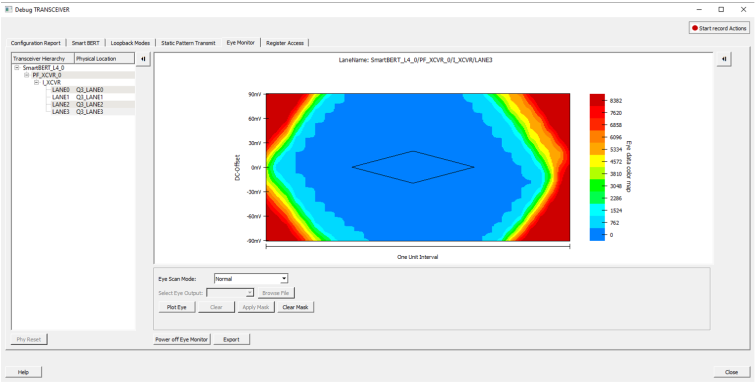 Debug TRANSCEIVER
Start record Actions
Configuration Report Smart BERT Loopback Modes Static Pattern Transmit Eye Monitor Register Access
Transceiver Hierarchy Physical Location
SmartBERT_L4_0
PF_XCVR_0
I_XCVR
LANE0 Q3_LANE0
LANE1 Q3_LANE1
LANE2 Q3_LANE2
LANE3 Q3_LANE3
LaneName: SmartBERT_L4_0/PF_XCVR_0/I_XCVR/LANE3
90mV
60mV
30mV
0mV
-30mV
-60mV
-90mV
DC-Offset
One Unit Interval
8382
7620
6858
6096
5334
4572
3810
3048
2286
1524
762
0
Eye data color map
Eye Scan Mode: Normal
Select Eye Output: Browse File
Plot Eye Clear Apply Mask Clear Mask
Phy Reset Power off Eye Monitor Export
Help Close